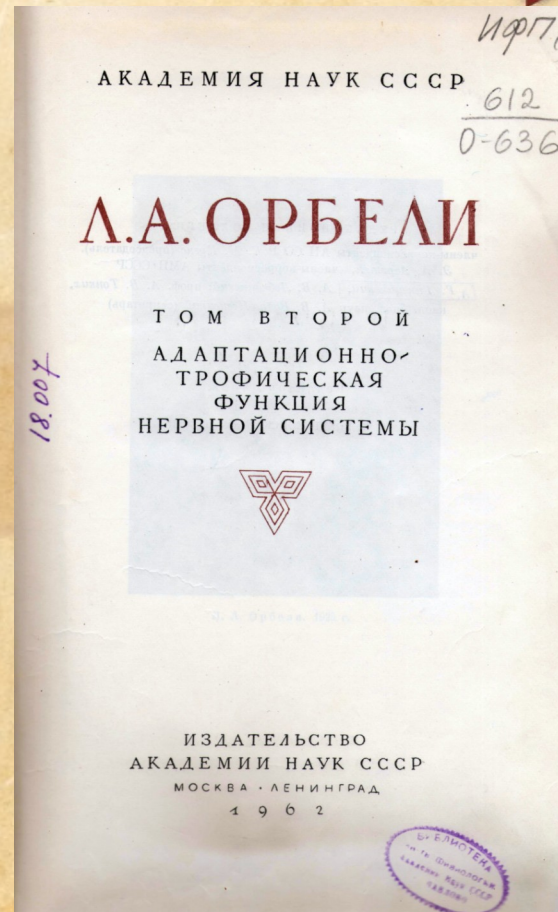 ИФП
612
О-636
АКАДЕМИЯ НАУК СССР
Л.А. ОРБЕЛИ
ТОМ ВТОРОЙ
АДАПТАЦИОННО-
ТРОФИЧЕСКАЯ
ФУНКЦИЯ
НЕРВНОЙ СИСТЕМЫ
18.007
ИЗДАТЕЛЬСТВО
АКАДЕМИИ НАУК СССР
МОСКВА · ЛЕНИНГРАД
1962
БИБЛИОТЕКА